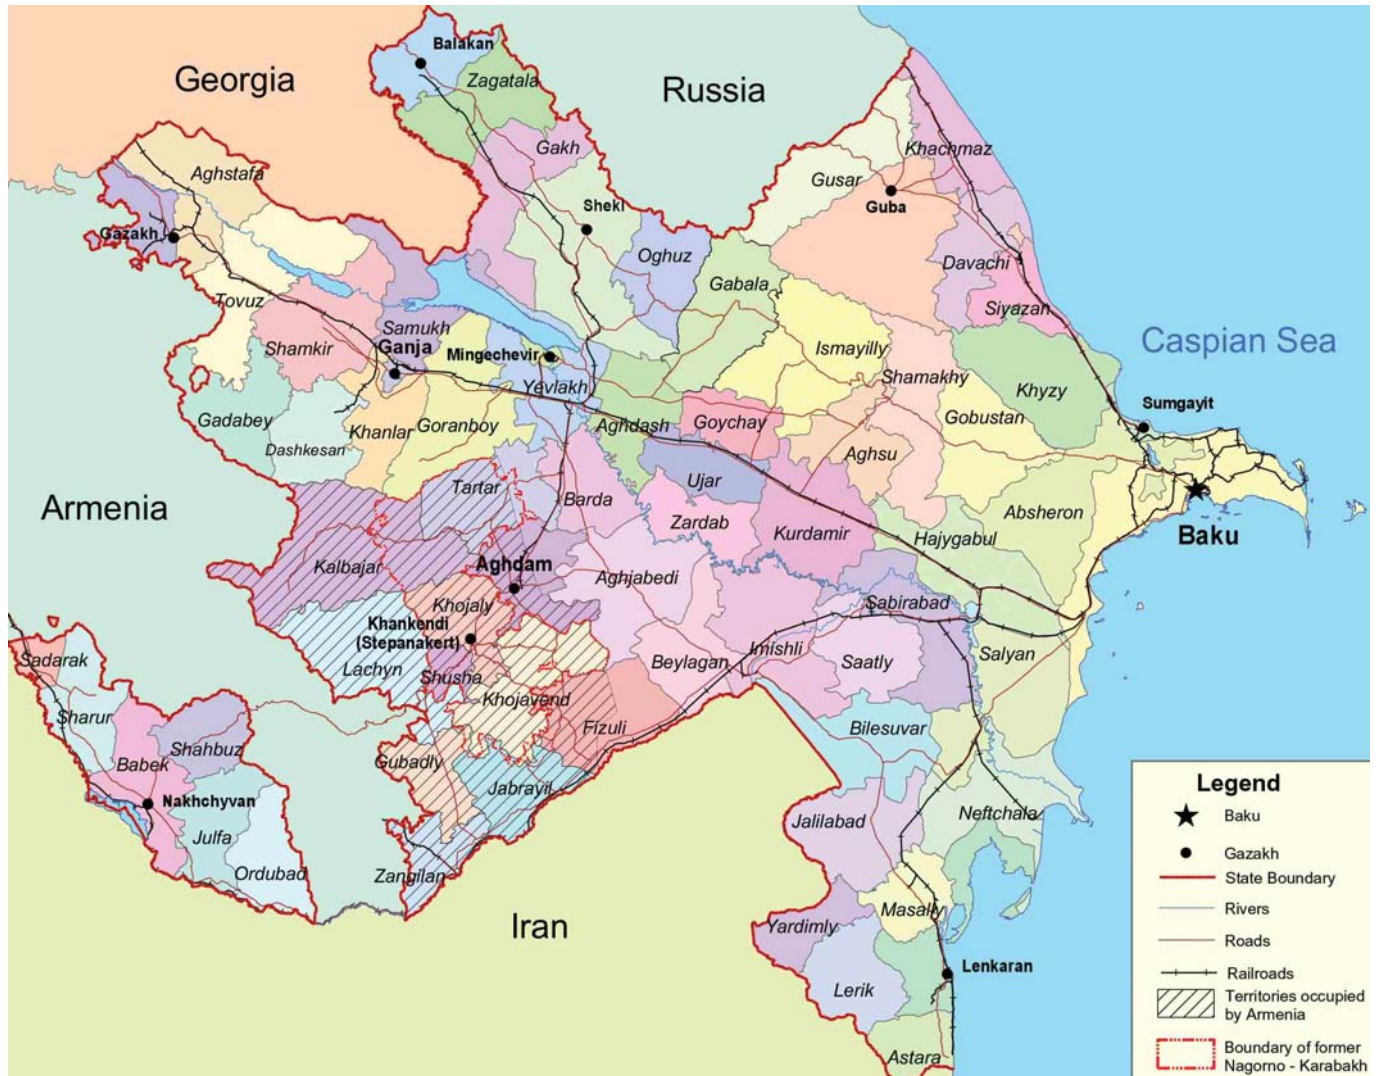 Balakan
Georgia
Zagatala
Russia
Gakh
Khachmaz
Aghstafa
Gusar
Guba
Sheki
Gazakh
Oghuz
Davachi
Gabala
Tovuz
Siyazan
Samukh
Caspian Sea
Ganja
Shamkir
Mingechevir
Ismayilly
Yevlakh
Shamakhy
Khyzy
Sumgayit
Gadabey
Khanlar
Goranboy
Aghdash
Goychay
Gobustan
Dashkesan
Aghsu
Tartar
Ujar
Barda
Armenia
Zardab
Absheron
Kurdamir
Hajygabul
Baku
Kalbajar
Aghdam
Aghjabedi
Khojaly
Sabirabad
Khankendi
(Stepanakert)
Sadarak
Lachyn
Shusha
Beylagan
Imishli
Saatly
Salyan
Khojavend
Sharur
Shahbuz
Fizuli
Bilesuvar
Babek
Gubadly
Jabrayil
Nakhchyvan
Neftchala
Jalilabad
Julfa
Ordubad
Zangilan
Masally
Iran
Yardimly
Lenkaran
Lerik
Astara
Legend
Baku
Gazakh
State Boundary
Rivers
Roads
Railroads
Territories occupied
by Armenia
Boundary of former
Nagorno - Karabakh